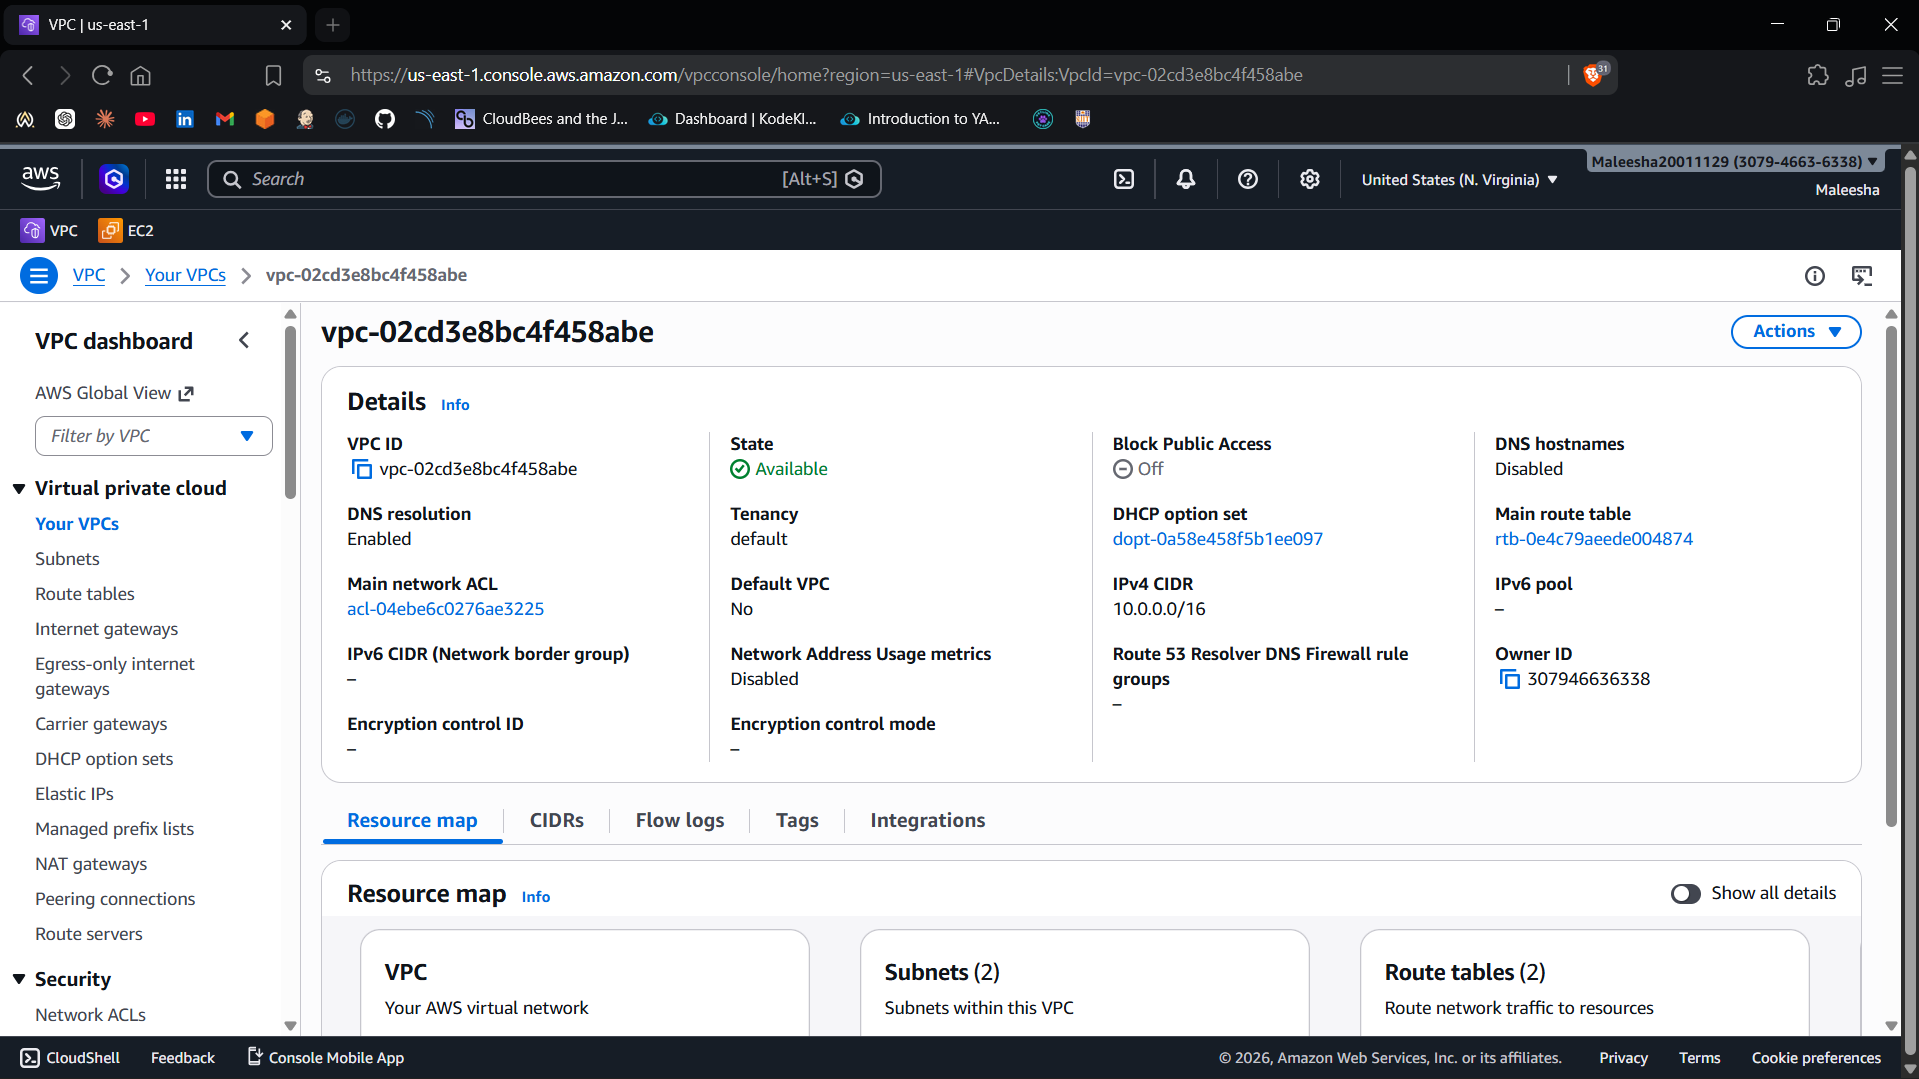 VPC | us-east-1
https://us-east-1.console.aws.amazon.com/vpcconsole/home?region=us-east-1#VpcDetails:VpcId=vpc-02cd3e8bc4f458abe
31
CloudBees and the J...
Dashboard | KodeKl...
Introduction to YA...
aws
Search
[Alt+S]
United States (N. Virginia)
Maleesha20011129 (3079-4663-6338)
Maleesha
VPC
EC2
VPC
Your VPCs
vpc-02cd3e8bc4f458abe
VPC dashboard
AWS Global View
Filter by VPC
Virtual private cloud
Your VPCs
Subnets
Route tables
Internet gateways
Egress-only internet
gateways
Carrier gateways
DHCP option sets
Elastic IPs
Managed prefix lists
NAT gateways
Peering connections
Route servers
Security
Network ACLs
vpc-02cd3e8bc4f458abe
Actions
Details Info
VPC ID
vpc-02cd3e8bc4f458abe
State
Available
Block Public Access
Off
DNS hostnames
Disabled
DNS resolution
Enabled
Tenancy
default
DHCP option set
dopt-0a58e458f5b1ee097
Main route table
rtb-0e4c79aeede004874
Main network ACL
acl-04ebe6c0276ae3225
Default VPC
No
IPv4 CIDR
10.0.0.0/16
IPv6 pool
–
IPv6 CIDR (Network border group)
–
Network Address Usage metrics
Disabled
Route 53 Resolver DNS Firewall rule
groups
–
Owner ID
307946636338
Encryption control ID
–
Encryption control mode
–
Resource map
CIDRs
Flow logs
Tags
Integrations
Resource map Info
Show all details
VPC
Your AWS virtual network
Subnets (2)
Subnets within this VPC
Route tables (2)
Route network traffic to resources
CloudShell
Feedback
Console Mobile App
© 2026, Amazon Web Services, Inc. or its affiliates.
Privacy
Terms
Cookie preferences